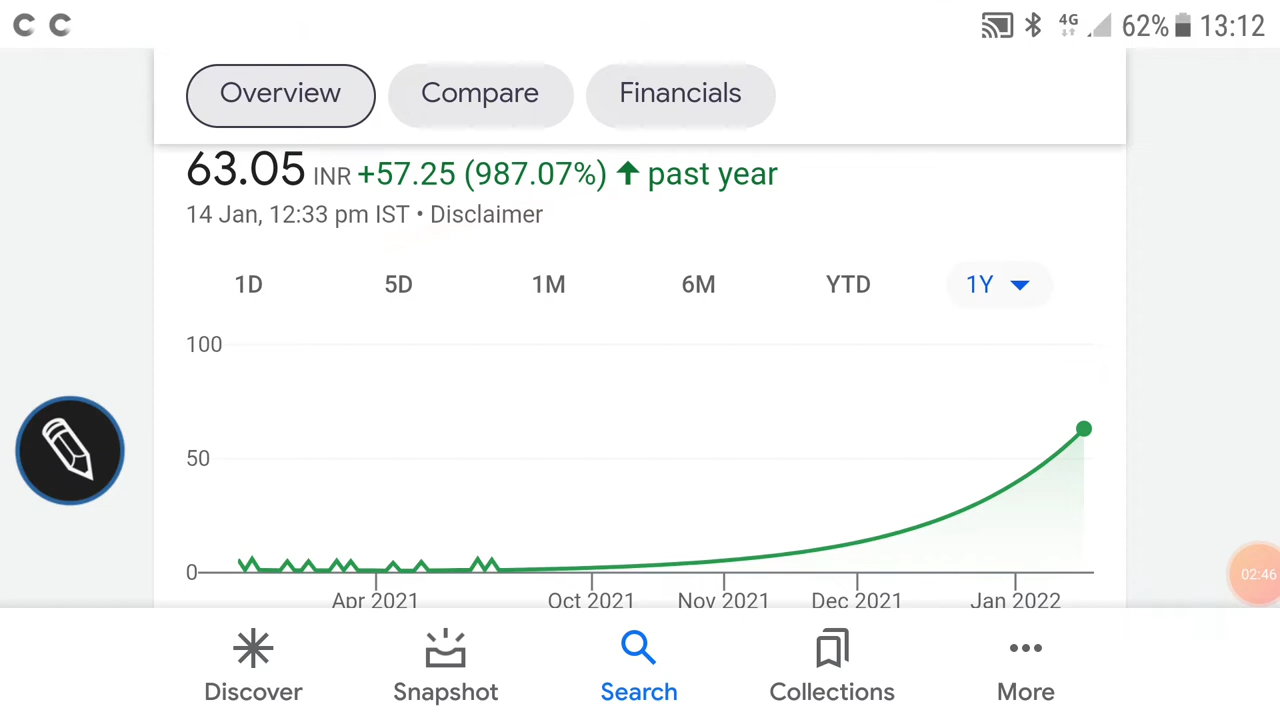 C C 4G 62% 13:12
Overview Compare Financials
63.05 INR +57.25 (987.07%) ↑ past year
14 Jan, 12:33 pm IST • Disclaimer
1D 5D 1M 6M YTD 1Y
100
50
0
Apr 2021 Oct 2021 Nov 2021 Dec 2021 Jan 2022
02:46
Discover Snapshot Search Collections More